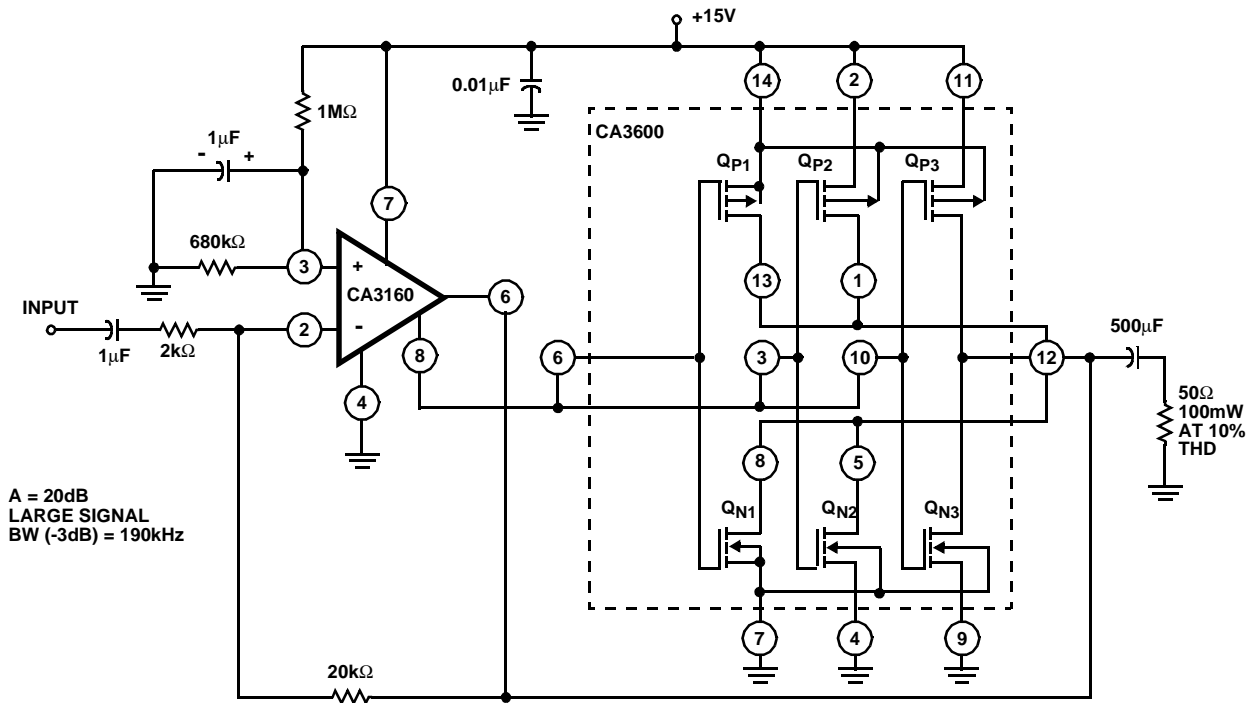 +15V
14
2
11
0.01μF
1MΩ
CA3600
1μF
- +
QP1
QP2
QP3
7
680kΩ
3
+
CA3160
6
13
1
INPUT
2
-
500μF
1μF
2kΩ
8
6
3
10
12
4
50Ω
100mW
AT 10%
THD
8
5
A = 20dB
LARGE SIGNAL
BW (-3dB) = 190kHz
QN1
QN2
QN3
7
4
9
20kΩ